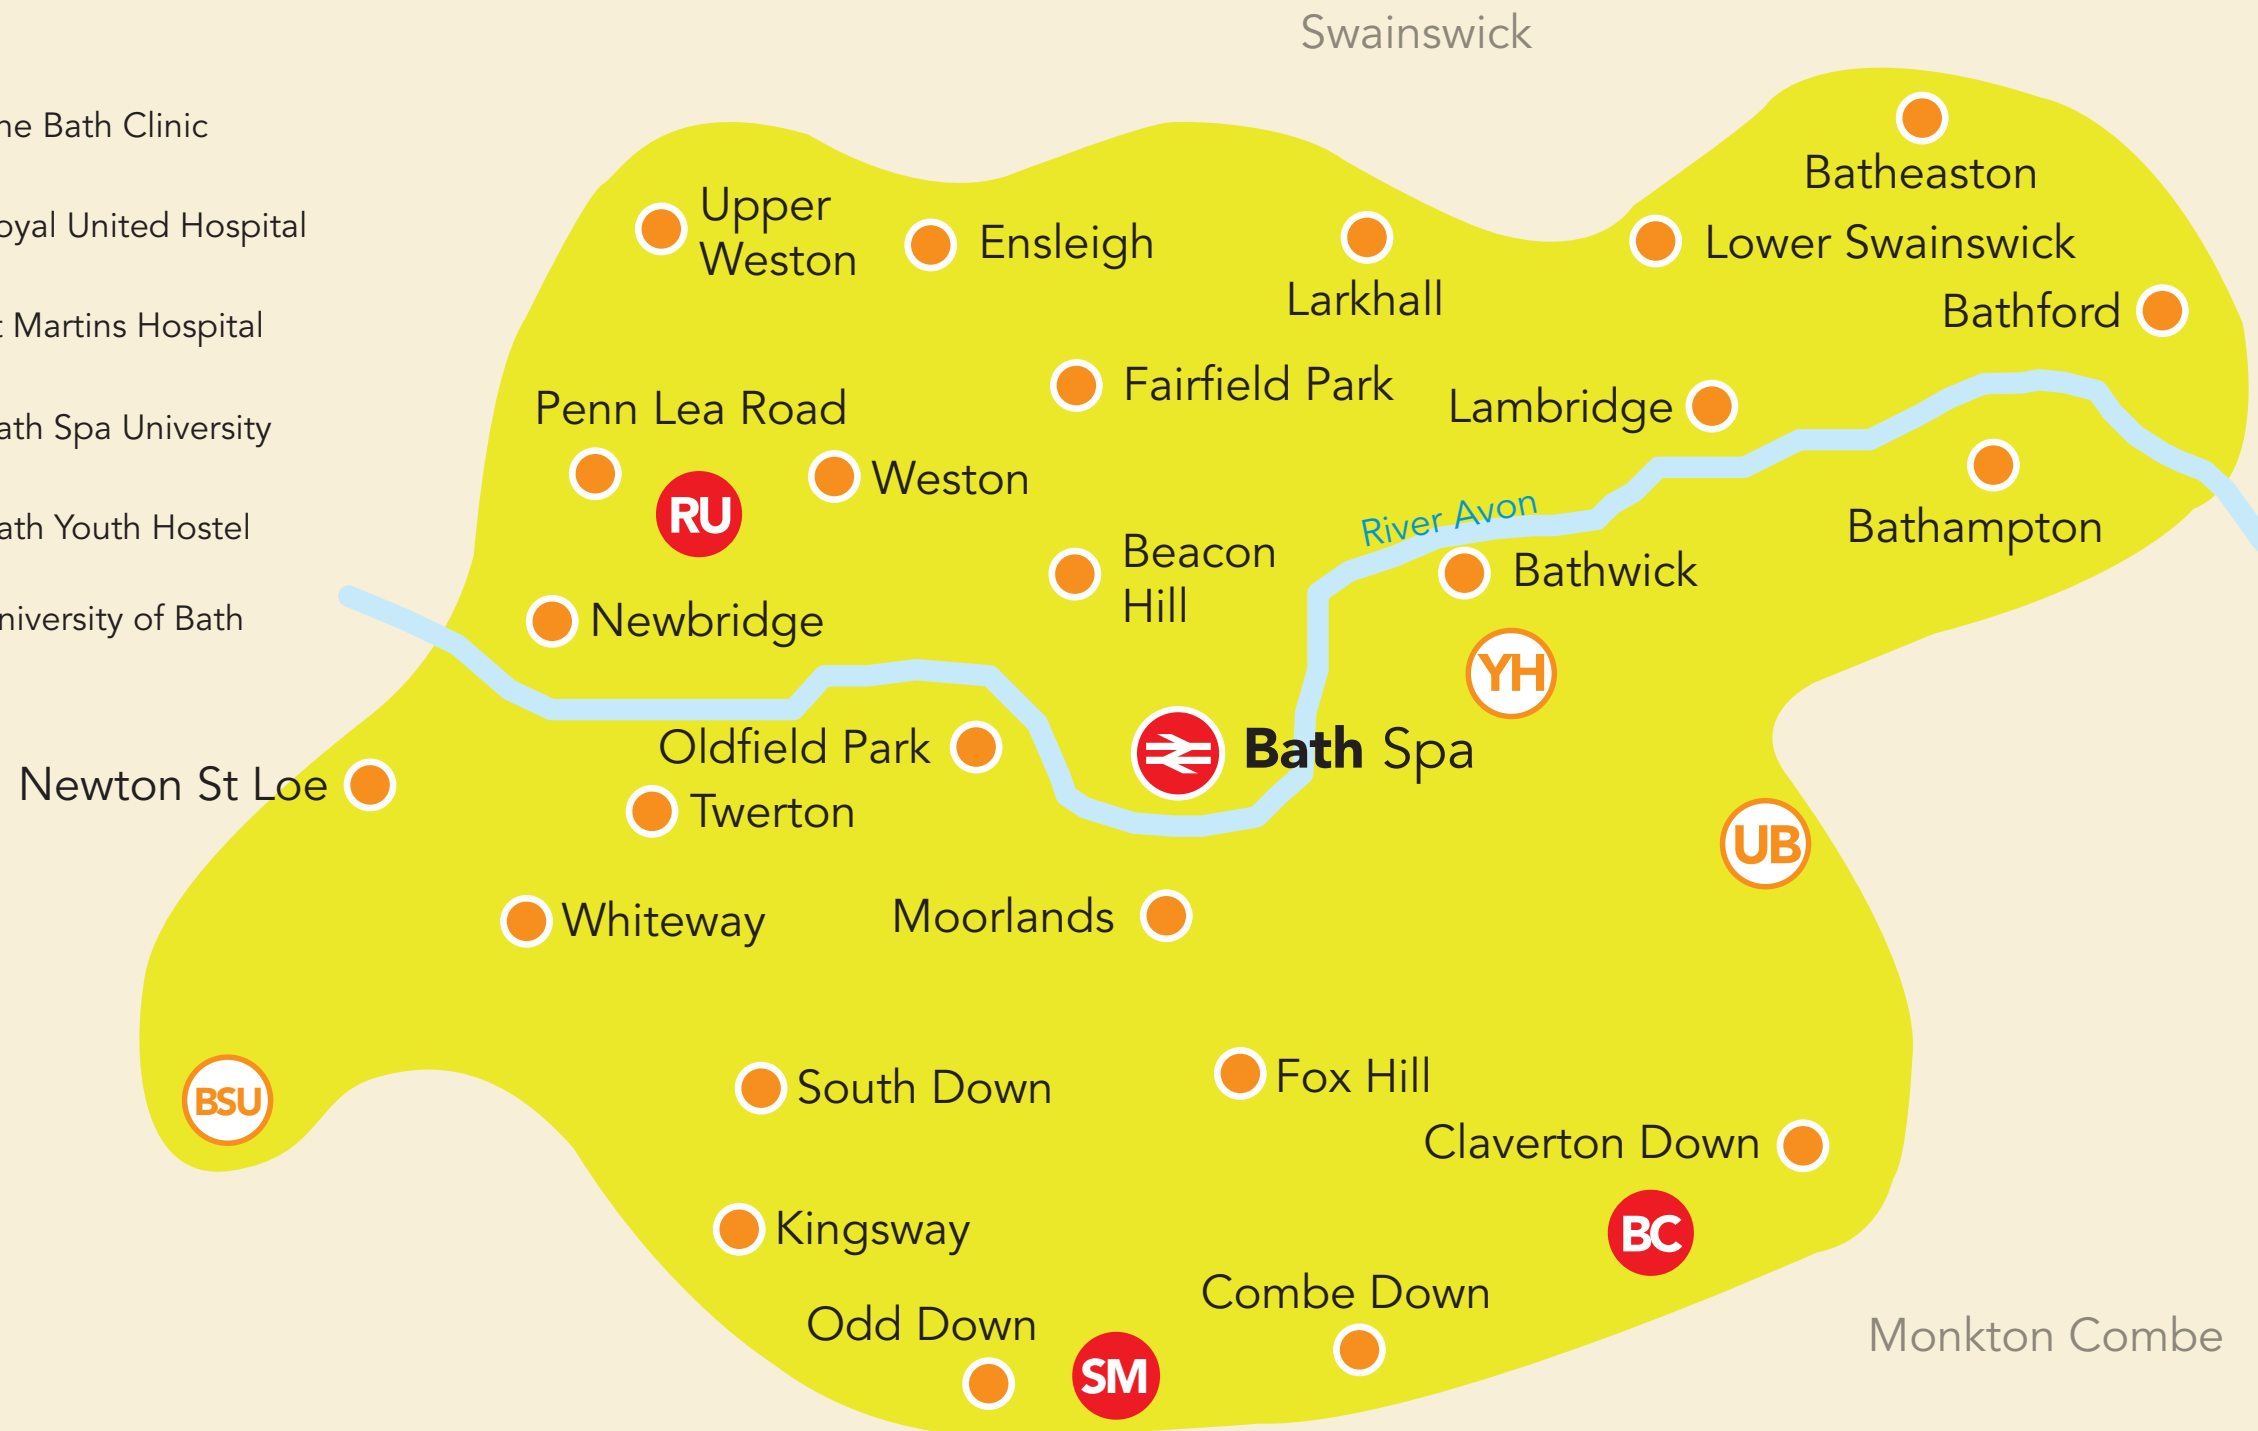 Swainswick
ne Bath Clinic
oyal United Hospital
t Martins Hospital
ath Spa University
ath Youth Hostel
niversity of Bath
Batheaston
Upper
Weston
Ensleigh
Larkhall
Lower Swainswick
Bathford
Penn Lea Road
Fairfield Park
Lambridge
RU
Weston
River Avon
Bathampton
Beacon
Hill
Bathwick
Newbridge
YH
Oldfield Park
Bath Spa
Newton St Loe
Twerton
UB
Whiteway
Moorlands
BSU
South Down
Fox Hill
Claverton Down
Kingsway
BC
Combe Down
Odd Down
SM
Monkton Combe